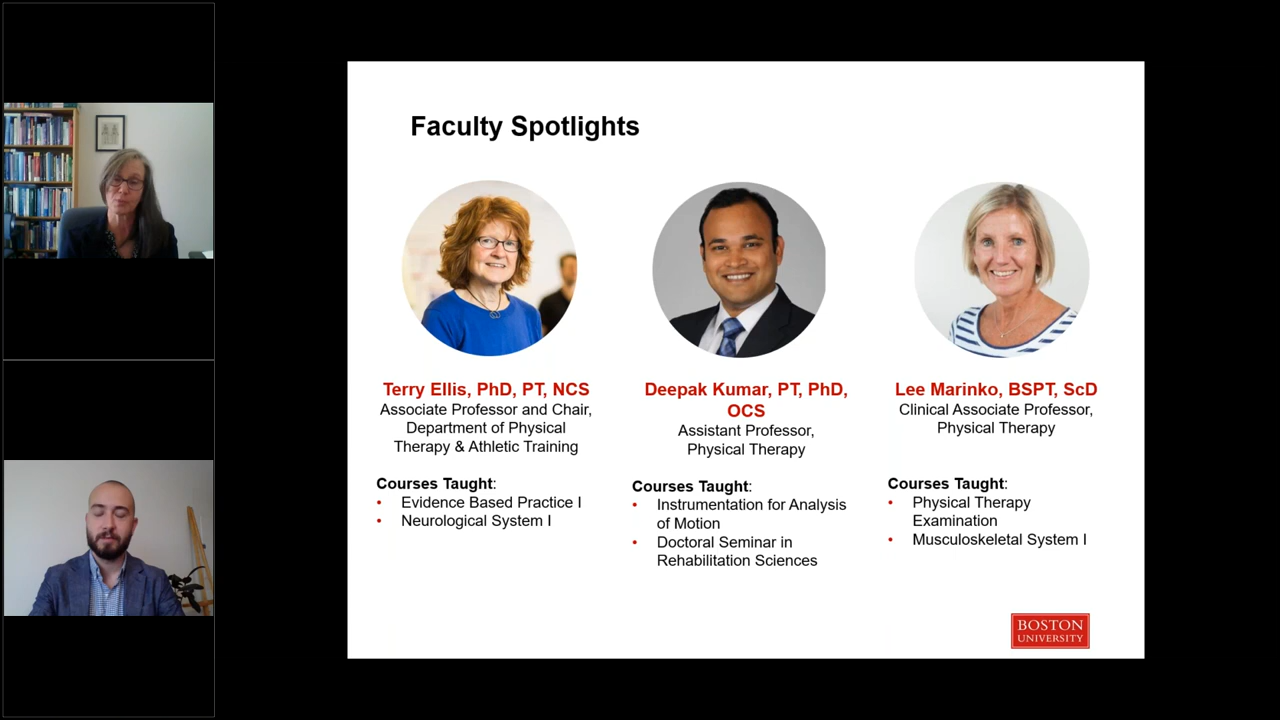 Faculty Spotlights
Terry Ellis, PhD, PT, NCS
Associate Professor and Chair,
Department of Physical
Therapy & Athletic Training
Courses Taught:
• Evidence Based Practice I
• Neurological System I
Deepak Kumar, PT, PhD,
OCS
Assistant Professor,
Physical Therapy
Courses Taught:
• Instrumentation for Analysis
of Motion
• Doctoral Seminar in
Rehabilitation Sciences
Lee Marinko, BSPT, ScD
Clinical Associate Professor,
Physical Therapy
Courses Taught:
• Physical Therapy
Examination
• Musculoskeletal System I
BOSTON
UNIVERSITY